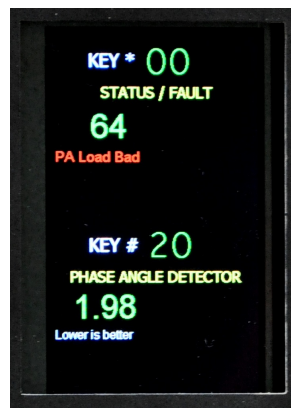 KEY * 00
STATUS / FAULT
64
PA Load Bad
KEY # 20
PHASE ANGLE DETECTOR
1.98
Lower is better